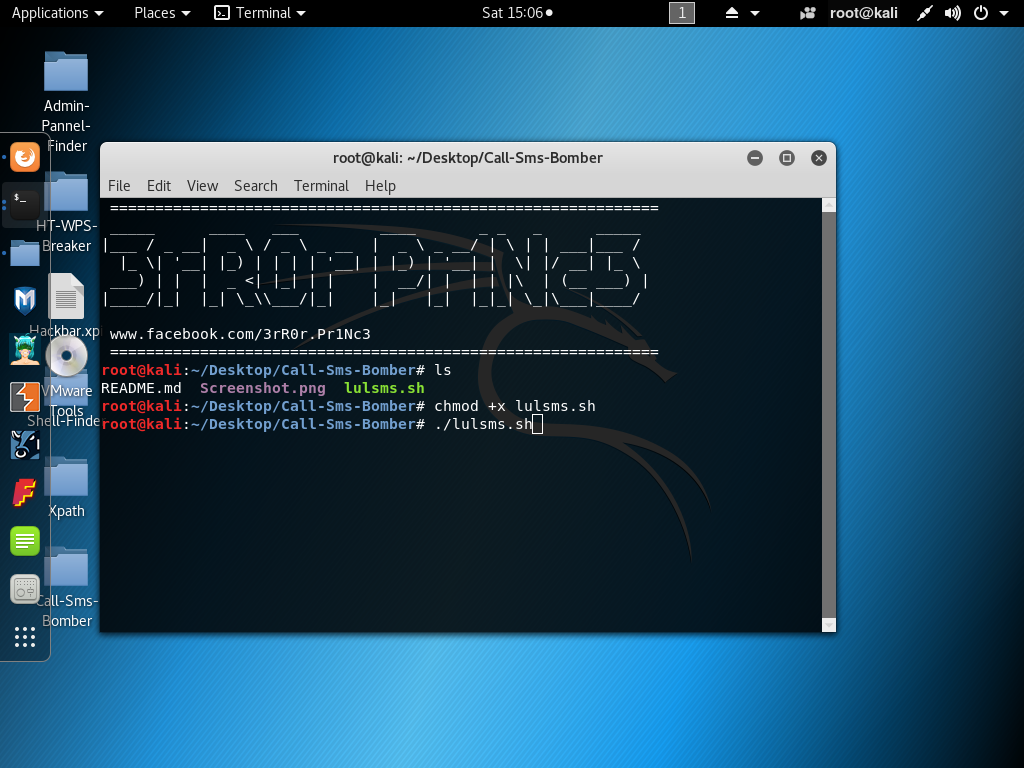 Applications Places Terminal Sat 15:06 1 root@kali
Admin-
Pannel-
Finder
HT-WPS-
Breaker
Hackbar.xpi
VMware
Tools
Shell-Finde
Xpath
Call-Sms-
Bomber
root@kali: ~/Desktop/Call-Sms-Bomber
File Edit View Search Terminal Help
=============================================================
3rR0r Pr1Nc3
www.facebook.com/3rR0r.Pr1Nc3
=============================================================
root@kali:~/Desktop/Call-Sms-Bomber# ls
README.md Screenshot.png lulsms.sh
root@kali:~/Desktop/Call-Sms-Bomber# chmod +x lulsms.sh
root@kali:~/Desktop/Call-Sms-Bomber# ./lulsms.sh